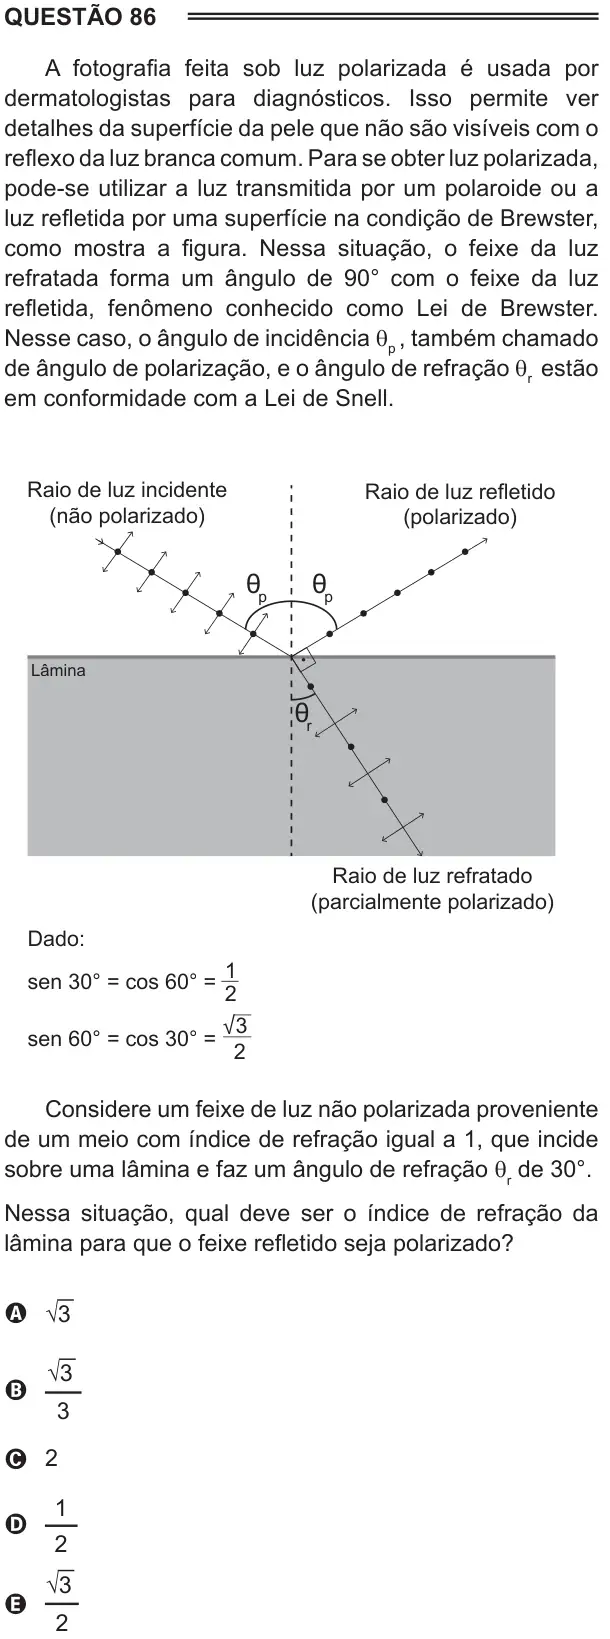 QUESTÃO 86
A fotografia feita sob luz polarizada é usada por
dermatologistas para diagnósticos. Isso permite ver
detalhes da superfície da pele que não são visíveis com o
reflexo da luz branca comum. Para se obter luz polarizada,
pode-se utilizar a luz transmitida por um polaroide ou a
luz refletida por uma superfície na condição de Brewster,
como mostra a figura. Nessa situação, o feixe da luz
refratada forma um ângulo de 90° com o feixe da luz
refletida, fenômeno conhecido como Lei de Brewster.
Nesse caso, o ângulo de incidência θp, também chamado
de ângulo de polarização, e o ângulo de refração θr estão
em conformidade com a Lei de Snell.
Raio de luz incidente
(não polarizado)
Raio de luz refletido
(polarizado)
θp
θp
Lâmina
θr
Raio de luz refratado
(parcialmente polarizado)
Dado:
sen 30° = cos 60° = 1/2
sen 60° = cos 30° = √3/2
Considere um feixe de luz não polarizada proveniente
de um meio com índice de refração igual a 1, que incide
sobre uma lâmina e faz um ângulo de refração θr de 30°.
Nessa situação, qual deve ser o índice de refração da
lâmina para que o feixe refletido seja polarizado?
A √3
B √3/3
C 2
D 1/2
E √3/2